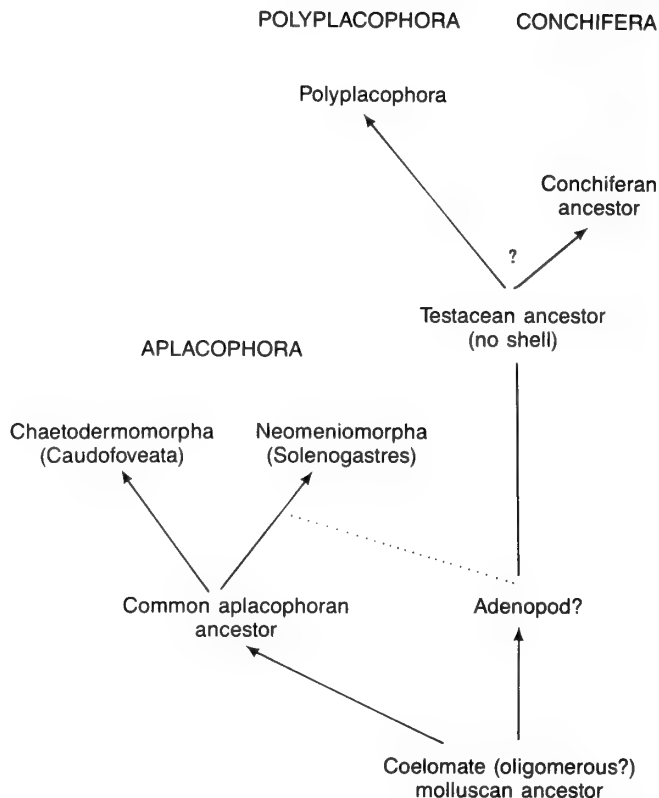 POLYPLACOPHORA CONCHIFERA
Polyplacophora
Conchiferan
ancestor
?
Testacean ancestor
(no shell)
APLACOPHORA
Chaetodermomorpha
(Caudofoveata)
Neomeniomorpha
(Solenogastres)
Common aplacophoran
ancestor
Adenopod?
Coelomate (oligomerous?)
molluscan ancestor